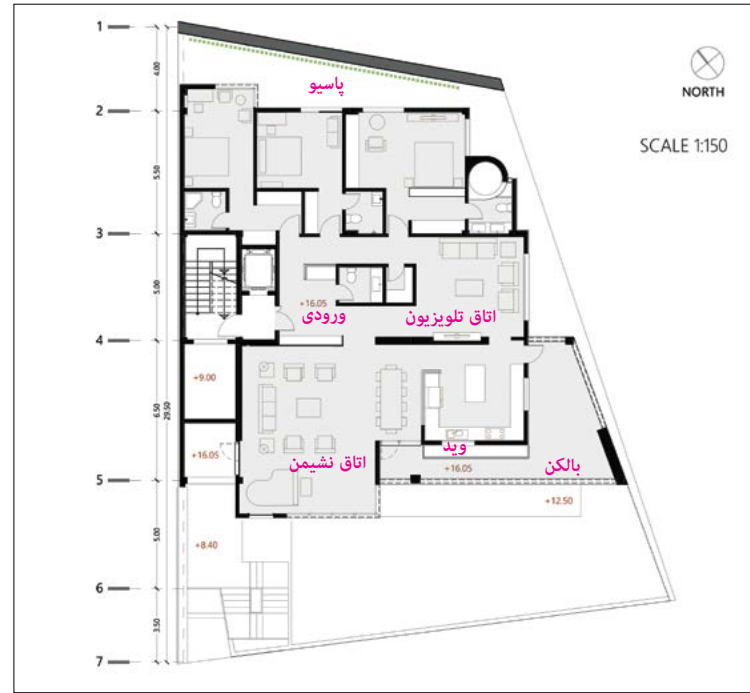 1
2
3
4
5
6
7
4.00
5.50
5.00
6.50
29.50
5.00
3.50
پاسیو
NORTH
SCALE 1:150
+16.05
ورودی
اتاق تلویزیون
+9.00
+16.05
اتاق نشیمن
وید
+16.05
بالکن
+12.50
+8.40